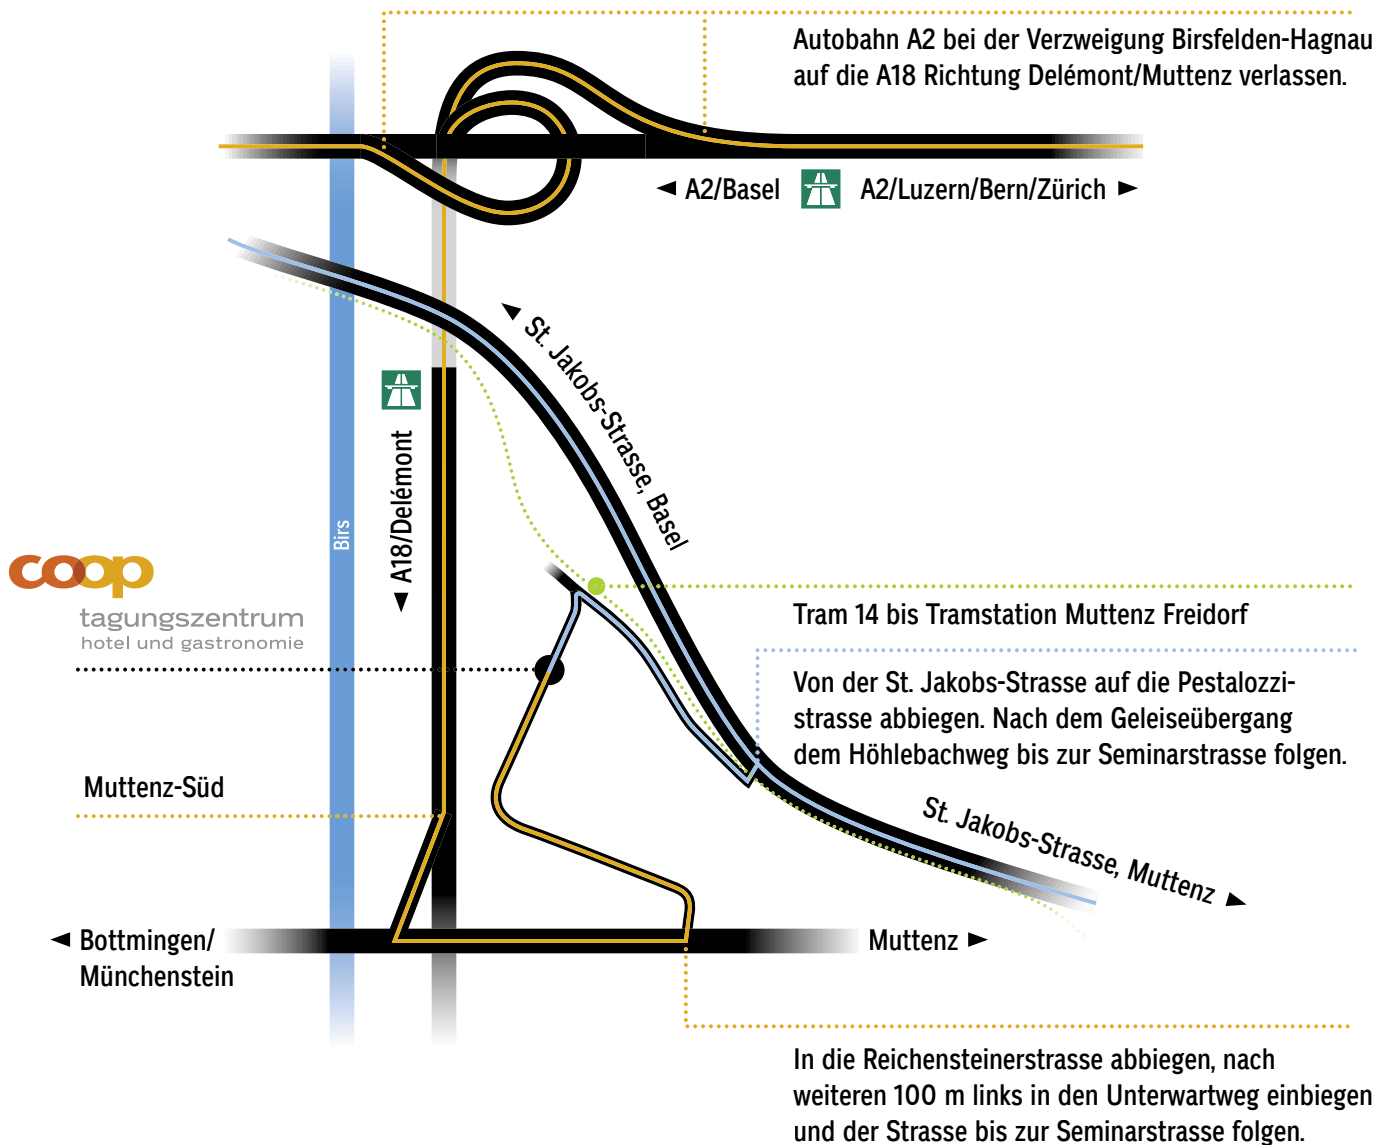 Autobahn A2 bei der Verzweigung Birsfelden-Hagnau
auf die A18 Richtung Delémont/Muttenz verlassen.
A2/Basel
A2/Luzern/Bern/Zürich
St. Jakobs-Strasse, Basel
A18/Delémont
Birs
coop
tagungszentrum
hotel und gastronomie
Tram 14 bis Tramstation Muttenz Freidorf
Von der St. Jakobs-Strasse auf die Pestalozzi-
strasse abbiegen. Nach dem Geleiseübergang
dem Höhlebachweg bis zur Seminarstrasse folgen.
Muttenz-Süd
St. Jakobs-Strasse, Muttenz
Bottmingen/
Münchenstein
Muttenz
In die Reichensteinerstrasse abbiegen, nach
weiteren 100 m links in den Unterwartweg einbiegen
und der Strasse bis zur Seminarstrasse folgen.